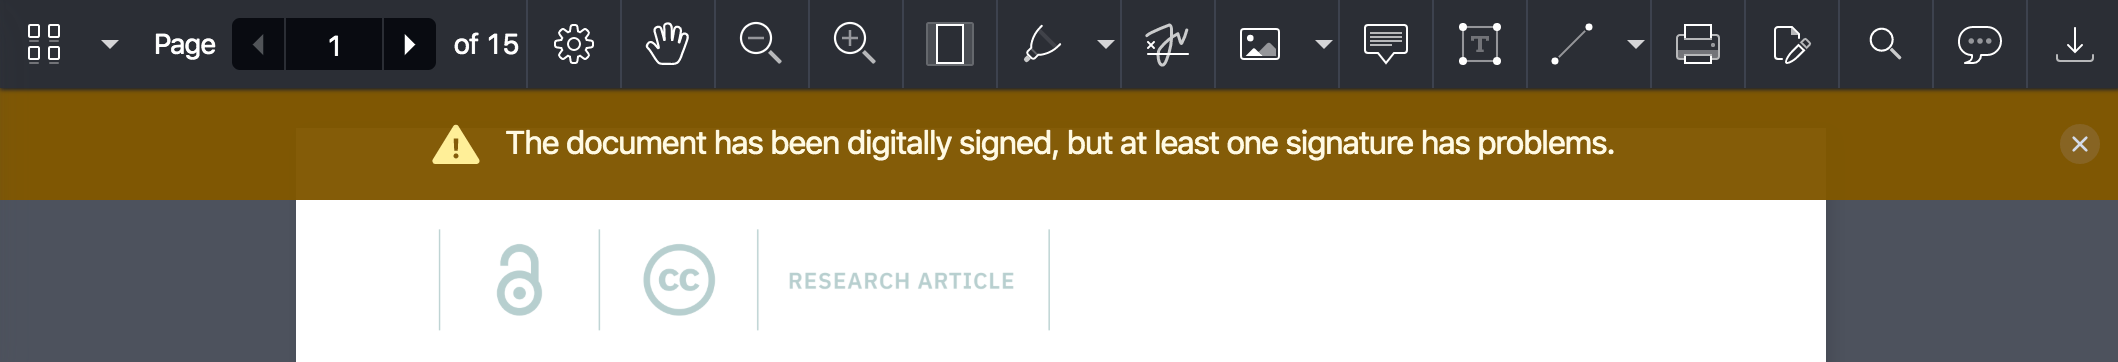 Page 1 of 15
The document has been digitally signed, but at least one signature has problems.
cc RESEARCH ARTICLE